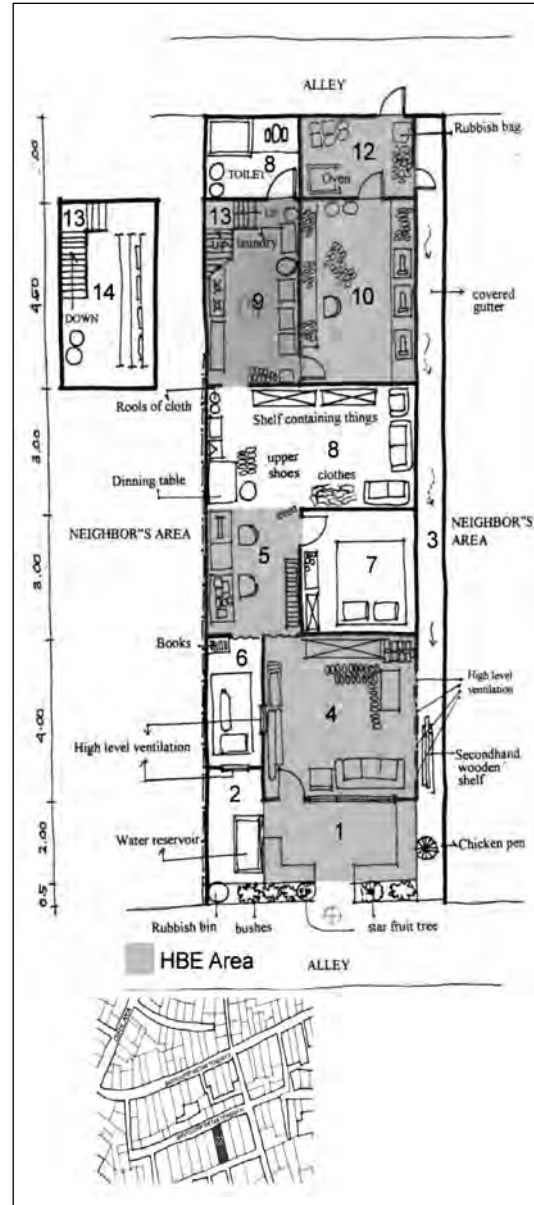 ALLEY
Rubbish bag
8
12
TOILET
Oven
13
UP
UP
laundry
13
14
DOWN
9
10
covered
gutter
4.50
Rools of cloth
Shelf containing things
8
upper
shoes
clothes
3.00
Dinning table
NEIGHBOR"S AREA
NEIGHBOR"S
AREA
3
5
7
3.00
Books
6
4
High level
ventilation
High level ventilation
Secondhand
wooden
shelf
4.00
2
1
Water reservoir
Chicken pen
2.00
0.5
Rubbish bin
bushes
star fruit tree
HBE Area
ALLEY